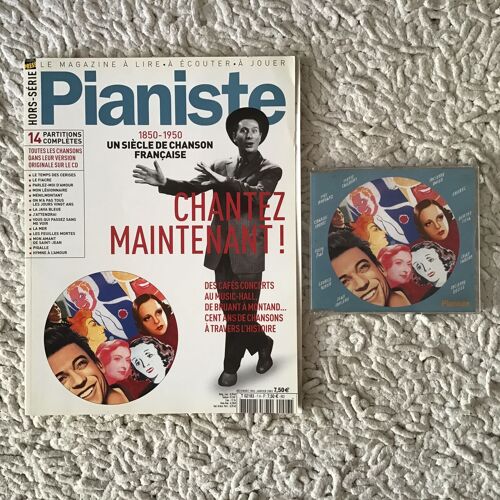 LE MAGAZINE À LIRE • À ÉCOUTER • À JOUER
HORS-SÉRIE
Pianiste
1850-1950
UN SIÈCLE DE CHANSON
FRANÇAISE
14 PARTITIONS
COMPLÈTES
TOUTES LES CHANSONS
DANS LEUR VERSION
ORIGINALE SUR LE CD
LE TEMPS DES CERISES
LE FIACRE
PARLEZ-MOI D'AMOUR
MON LÉGIONNAIRE
MÉNILMONTANT
ON N'A PAS TOUS
LES JOURS VINGT ANS
LA JAVA BLEUE
J'ATTENDRAI
VOUS QUI PASSEZ SANS
ME VOIR
LA MER
LES FEUILLES MORTES
MON AMANT
DE SAINT-JEAN
PIGALLE
HYMNE À L'AMOUR
CHANTEZ
MAINTENANT !
DES CAFÉS CONCERTS
AU MUSIC-HALL,
DE BRUANT À MONTAND...
CENT ANS DE CHANSONS
À TRAVERS L'HISTOIRE
7,50€
Pianiste